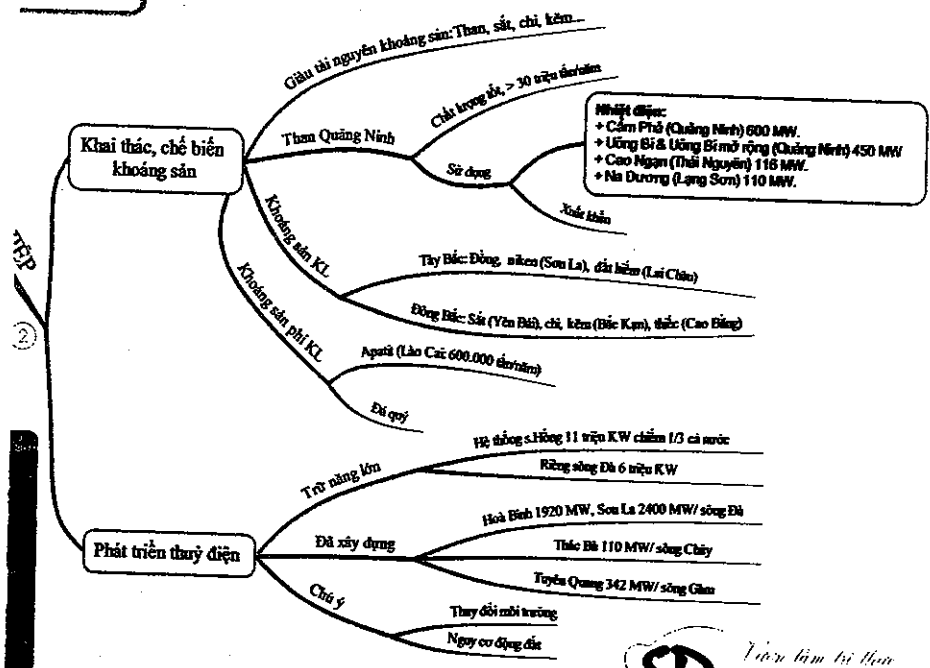 Giàu tài nguyên khoáng sản: Than, sắt, chì, kẽm...
Chất lượng tốt, > 30 triệu tấn/năm
Khai thác, chế biến
khoáng sản
Than Quảng Ninh
Sử dụng
Nhiệt điện:
+ Cẩm Phả (Quảng Ninh) 600 MW.
+ Uông Bí & Uông Bí mở rộng (Quảng Ninh) 450 MW
+ Cao Ngạn (Thái Nguyên) 116 MW.
+ Na Dương (Lạng Sơn) 110 MW.
Xuất khẩu
Khoáng sản KL
Tây Bắc: Đồng, niken (Sơn La), đất hiếm (Lai Châu)
Đông Bắc: Sắt (Yên Bái), chì, kẽm (Bắc Kạn), thiếc (Cao Bằng)
Khoáng sản phi KL
Apatit (Lào Cai: 600.000 tấn/năm)
Đá quý
2
Phát triển thuỷ điện
Trữ năng lớn
Hệ thống s.Hồng 11 triệu KW chiếm 1/3 cả nước
Riêng sông Đà 6 triệu KW
Đã xây dựng
Hoà Bình 1920 MW, Sơn La 2400 MW/ sông Đà
Thác Bà 110 MW/ sông Chảy
Tuyên Quang 342 MW/ sông Gâm
Chú ý
Thay đổi môi trường
Nguy cơ động đất